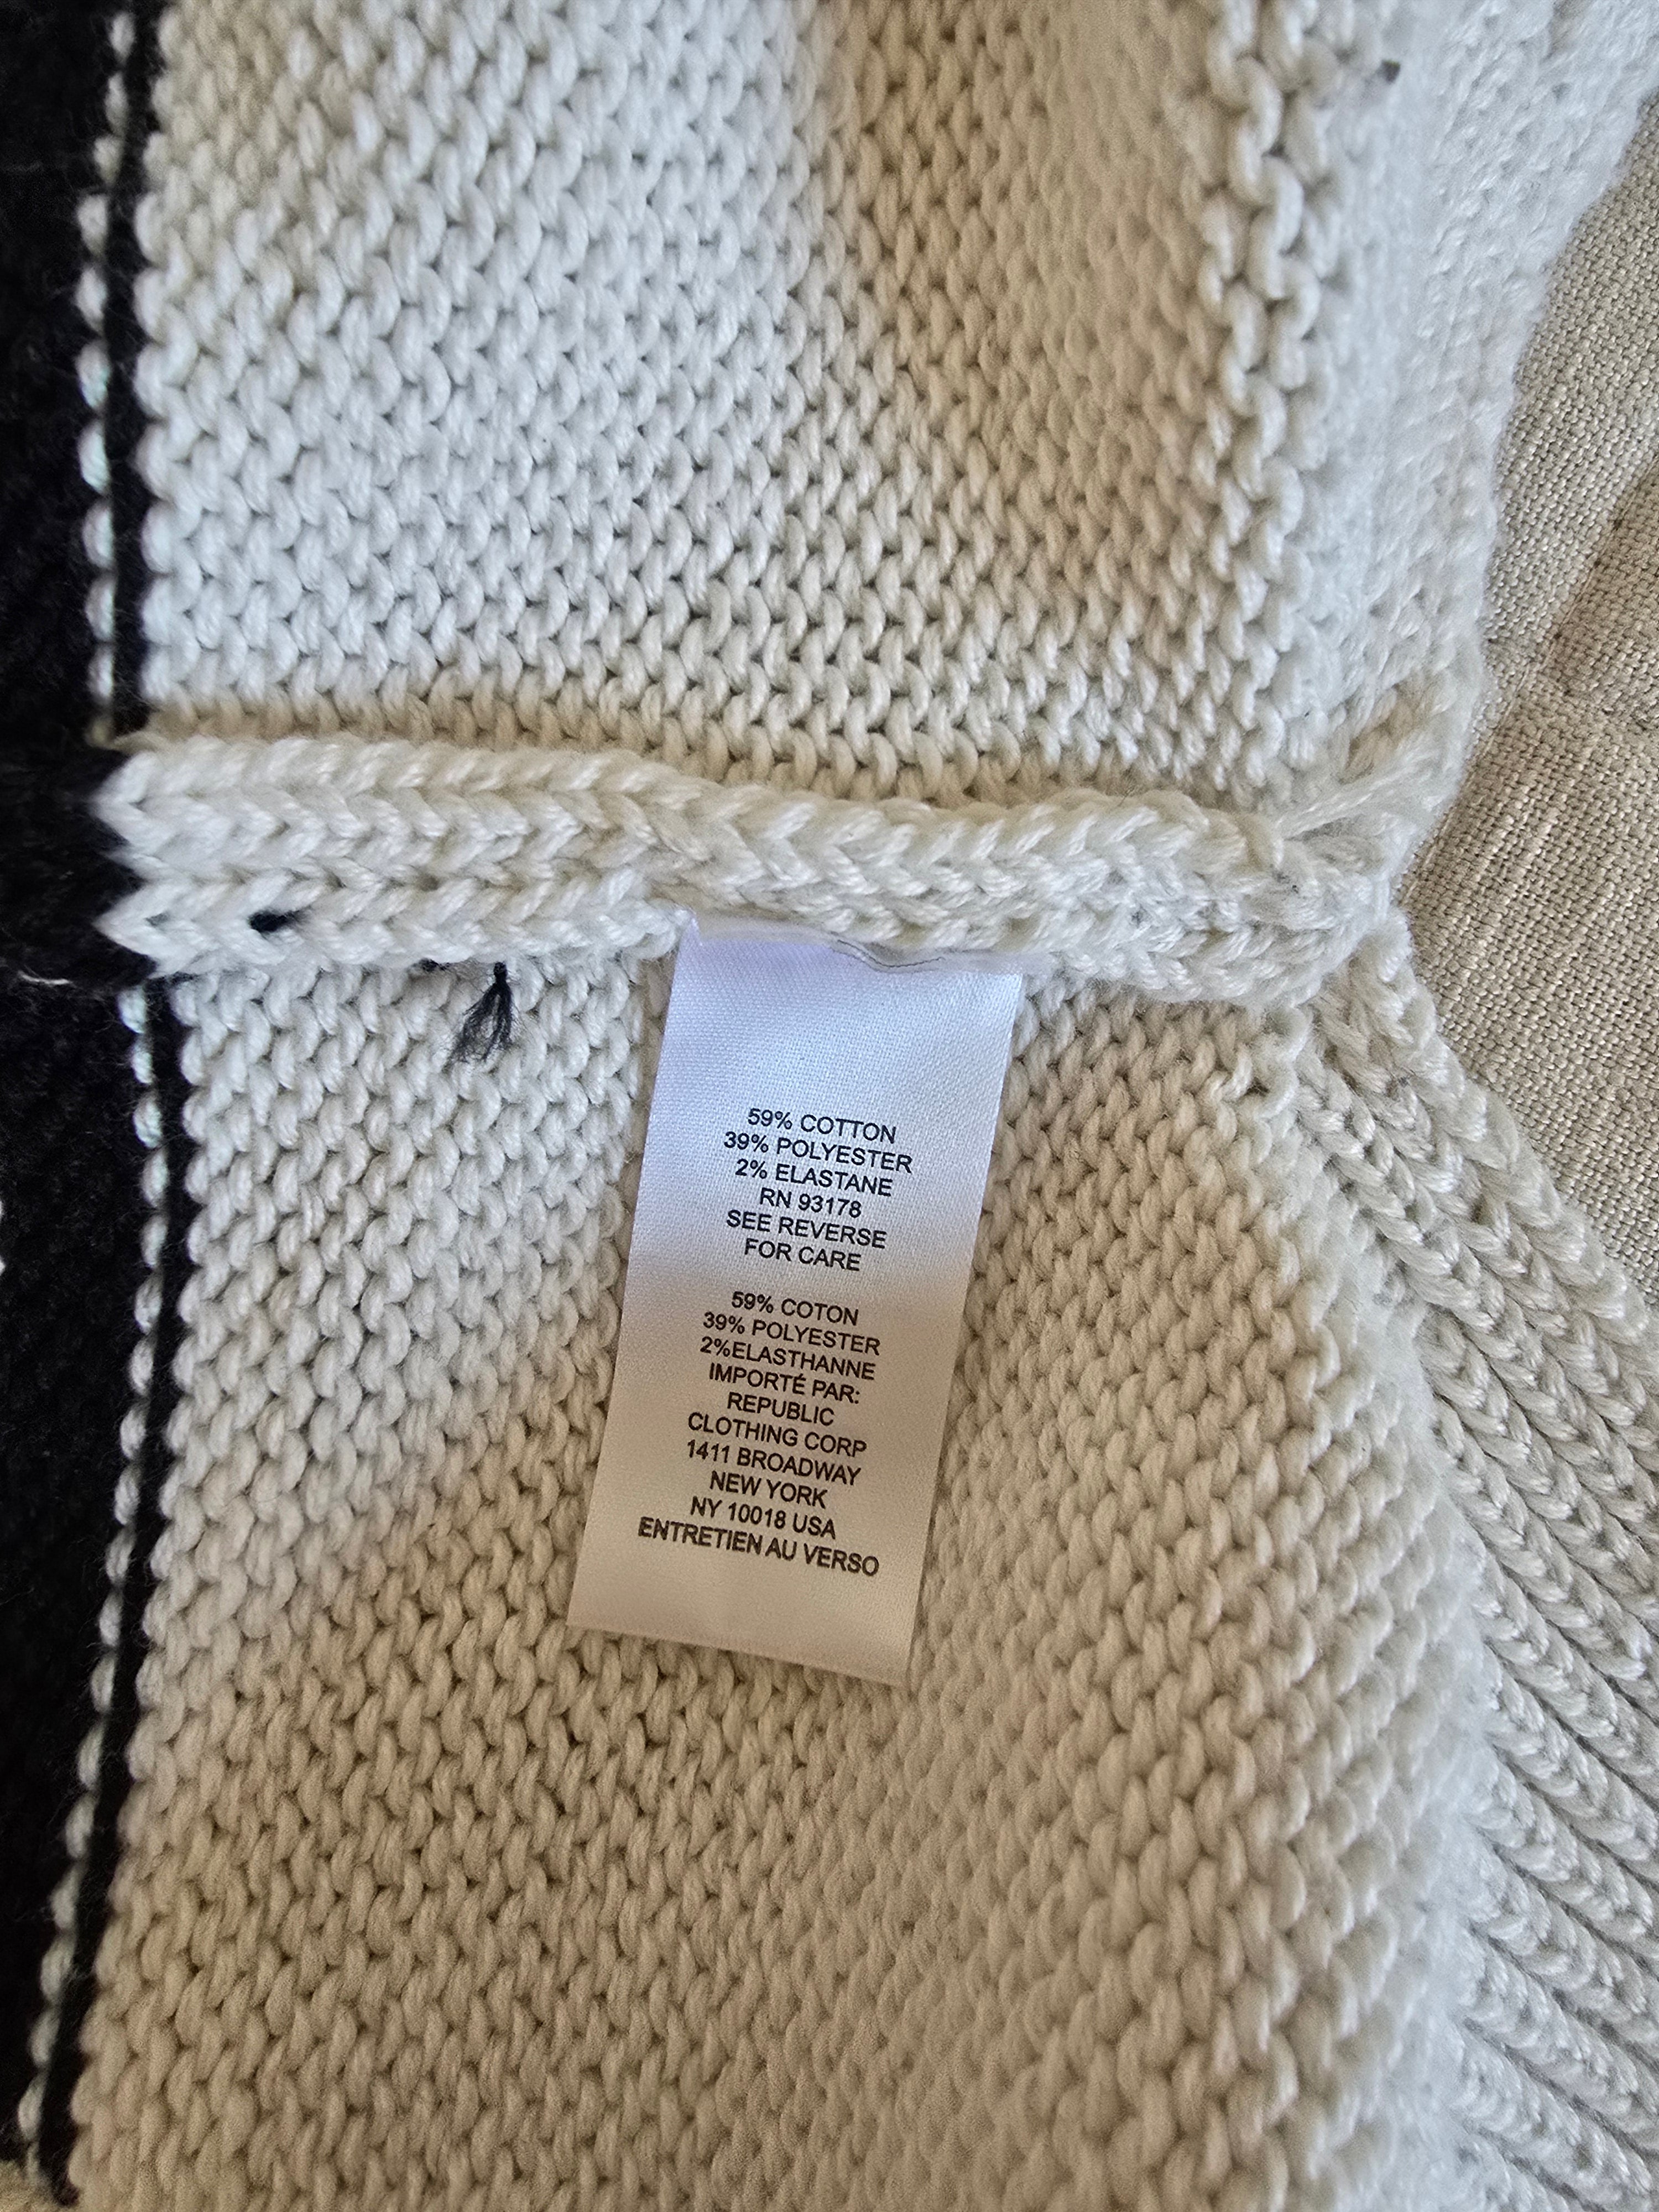 59% COTTON
39% POLYESTER
2% ELASTANE
RN 93178
SEE REVERSE
FOR CARE
59% COTON
39% POLYESTER
2%ELASTHANNE
IMPORTÉ PAR:
REPUBLIC
CLOTHING CORP
1411 BROADWAY
NEW YORK
NY 10018 USA
ENTRETIEN AU VERSO